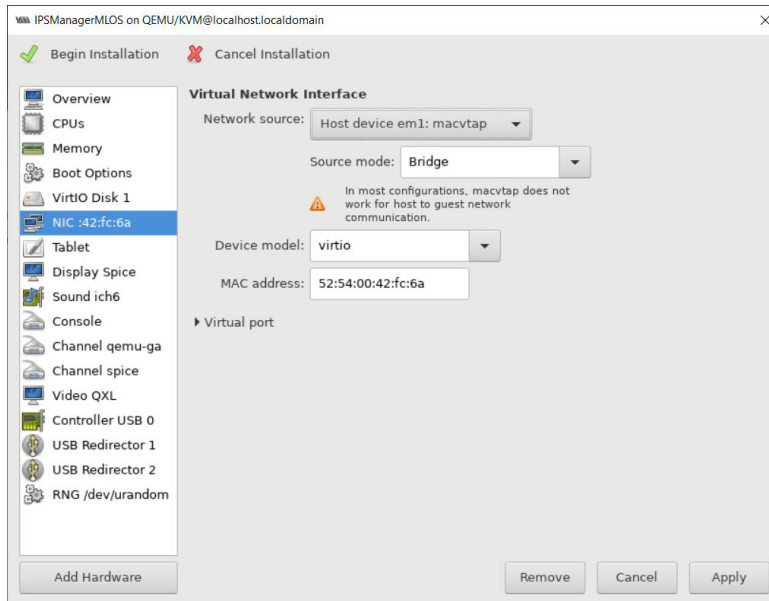 IPSManagerMLOS on QEMU/KVM@localhost.localdomain
Begin Installation
Cancel Installation
Overview
CPUs
Memory
Boot Options
VirtIO Disk 1
NIC :42:fc:6a
Tablet
Display Spice
Sound ich6
Console
Channel qemu-ga
Channel spice
Video QXL
Controller USB 0
USB Redirector 1
USB Redirector 2
RNG /dev/urandom
Add Hardware
Virtual Network Interface
Network source: Host device em1: macvtap
Source mode: Bridge
In most configurations, macvtap does not
work for host to guest network
communication.
Device model: virtio
MAC address: 52:54:00:42:fc:6a
Virtual port
Remove
Cancel
Apply